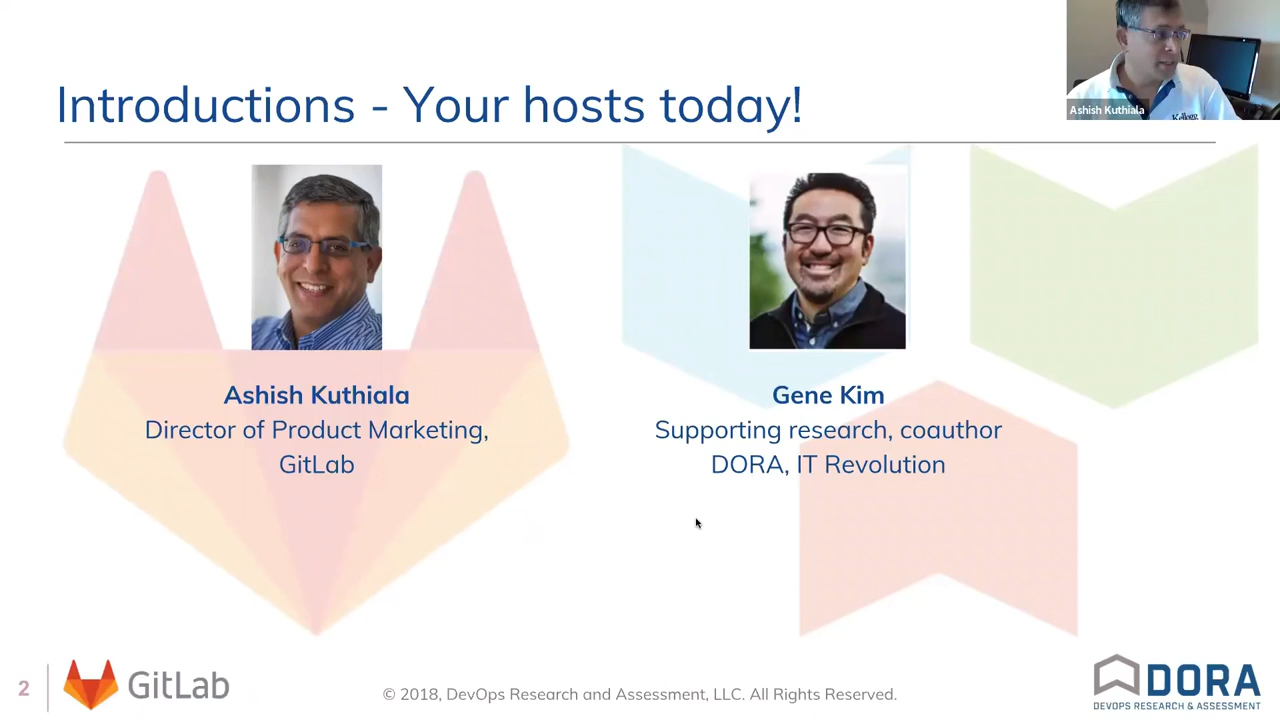 Introductions - Your hosts today!
Ashish Kuthiala
Ashish Kuthiala
Director of Product Marketing,
GitLab
Gene Kim
Supporting research, coauthor
DORA, IT Revolution
2
GitLab
© 2018, DevOps Research and Assessment, LLC. All Rights Reserved.
DORA
DEVOPS RESEARCH & ASSESSMENT